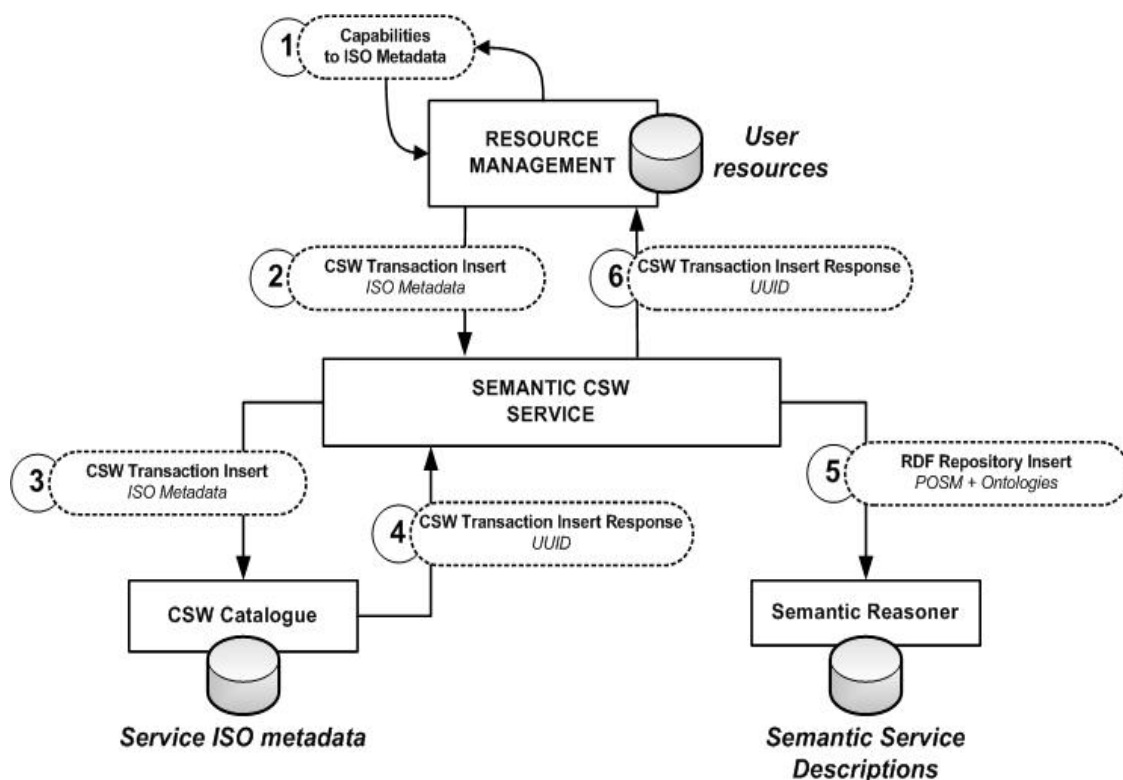 1
Capabilities
to ISO Metadata
RESOURCE
MANAGEMENT
User
resources
2
CSW Transaction Insert
ISO Metadata
6
CSW Transaction Insert Response
UUID
SEMANTIC CSW
SERVICE
3
CSW Transaction Insert
ISO Metadata
4
CSW Transaction Insert Response
UUID
5
RDF Repository Insert
POSM + Ontologies
CSW Catalogue
Semantic Reasoner
Service ISO metadata
Semantic Service
Descriptions